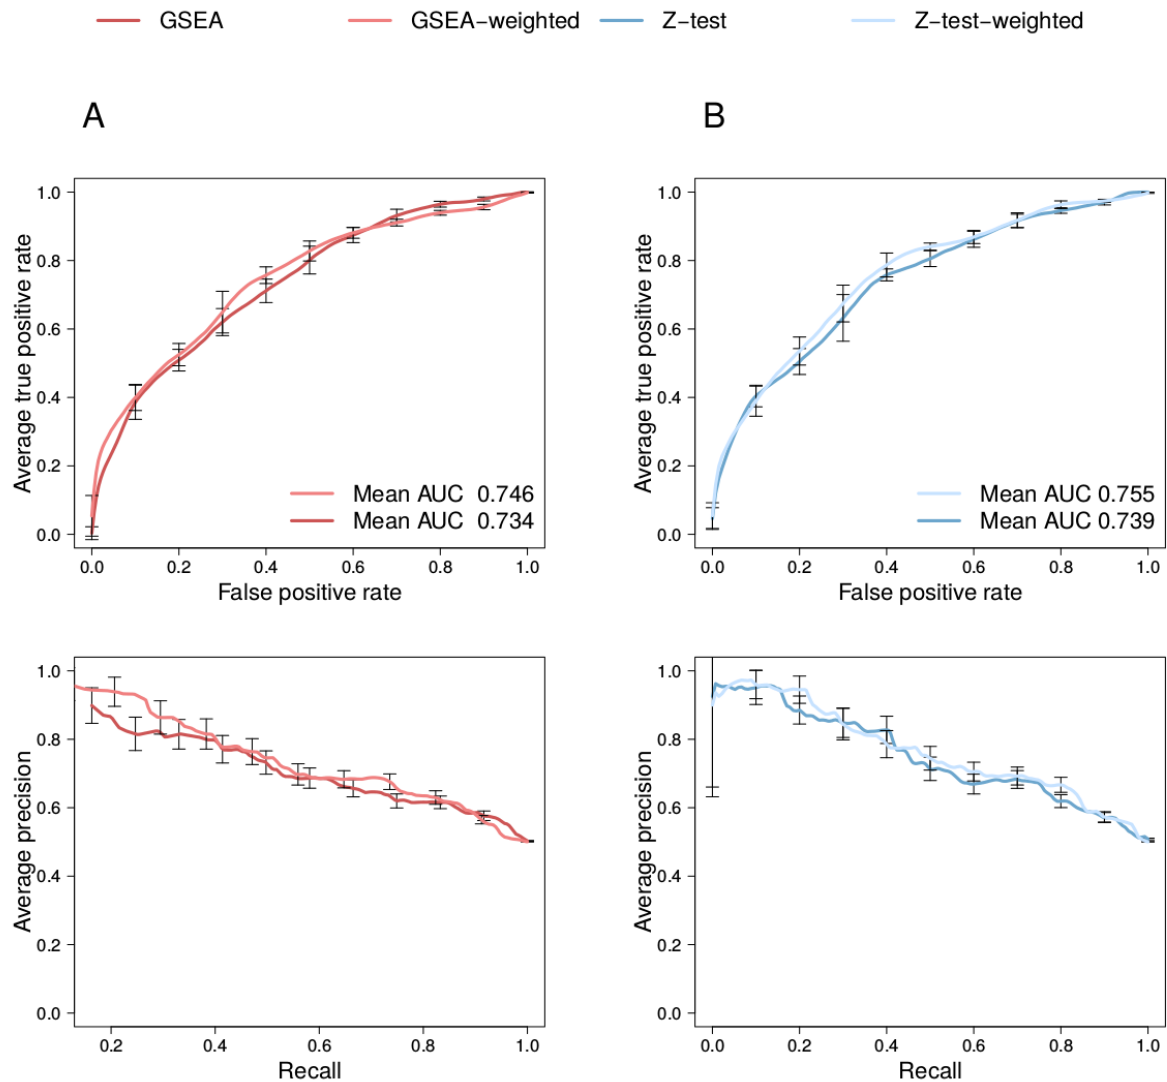 GSEA GSEA-weighted Z-test Z-test-weighted
A B
1.0
0.8
0.6
0.4
0.2
0.0
Average true positive rate
Mean AUC 0.746
Mean AUC 0.734
0.0 0.2 0.4 0.6 0.8 1.0
False positive rate
1.0
0.8
0.6
0.4
0.2
0.0
Average true positive rate
Mean AUC 0.755
Mean AUC 0.739
0.0 0.2 0.4 0.6 0.8 1.0
False positive rate
1.0
0.8
0.6
0.4
0.2
0.0
Average precision
0.2 0.4 0.6 0.8 1.0
Recall
1.0
0.8
0.6
0.4
0.2
0.0
Average precision
0.0 0.2 0.4 0.6 0.8 1.0
Recall